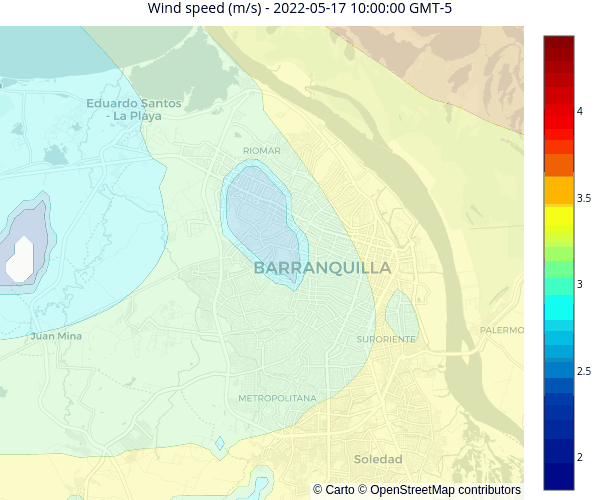 Wind speed (m/s) - 2022-05-17 10:00:00 GMT-5
Eduardo Santos
- La Playa
RIOMAR
BARRANQUILLA
Juan Mina
SURORIENTE
PALERMO
METROPOLITANA
Soledad
© Carto © OpenStreetMap contributors
4
3.5
3
2.5
2